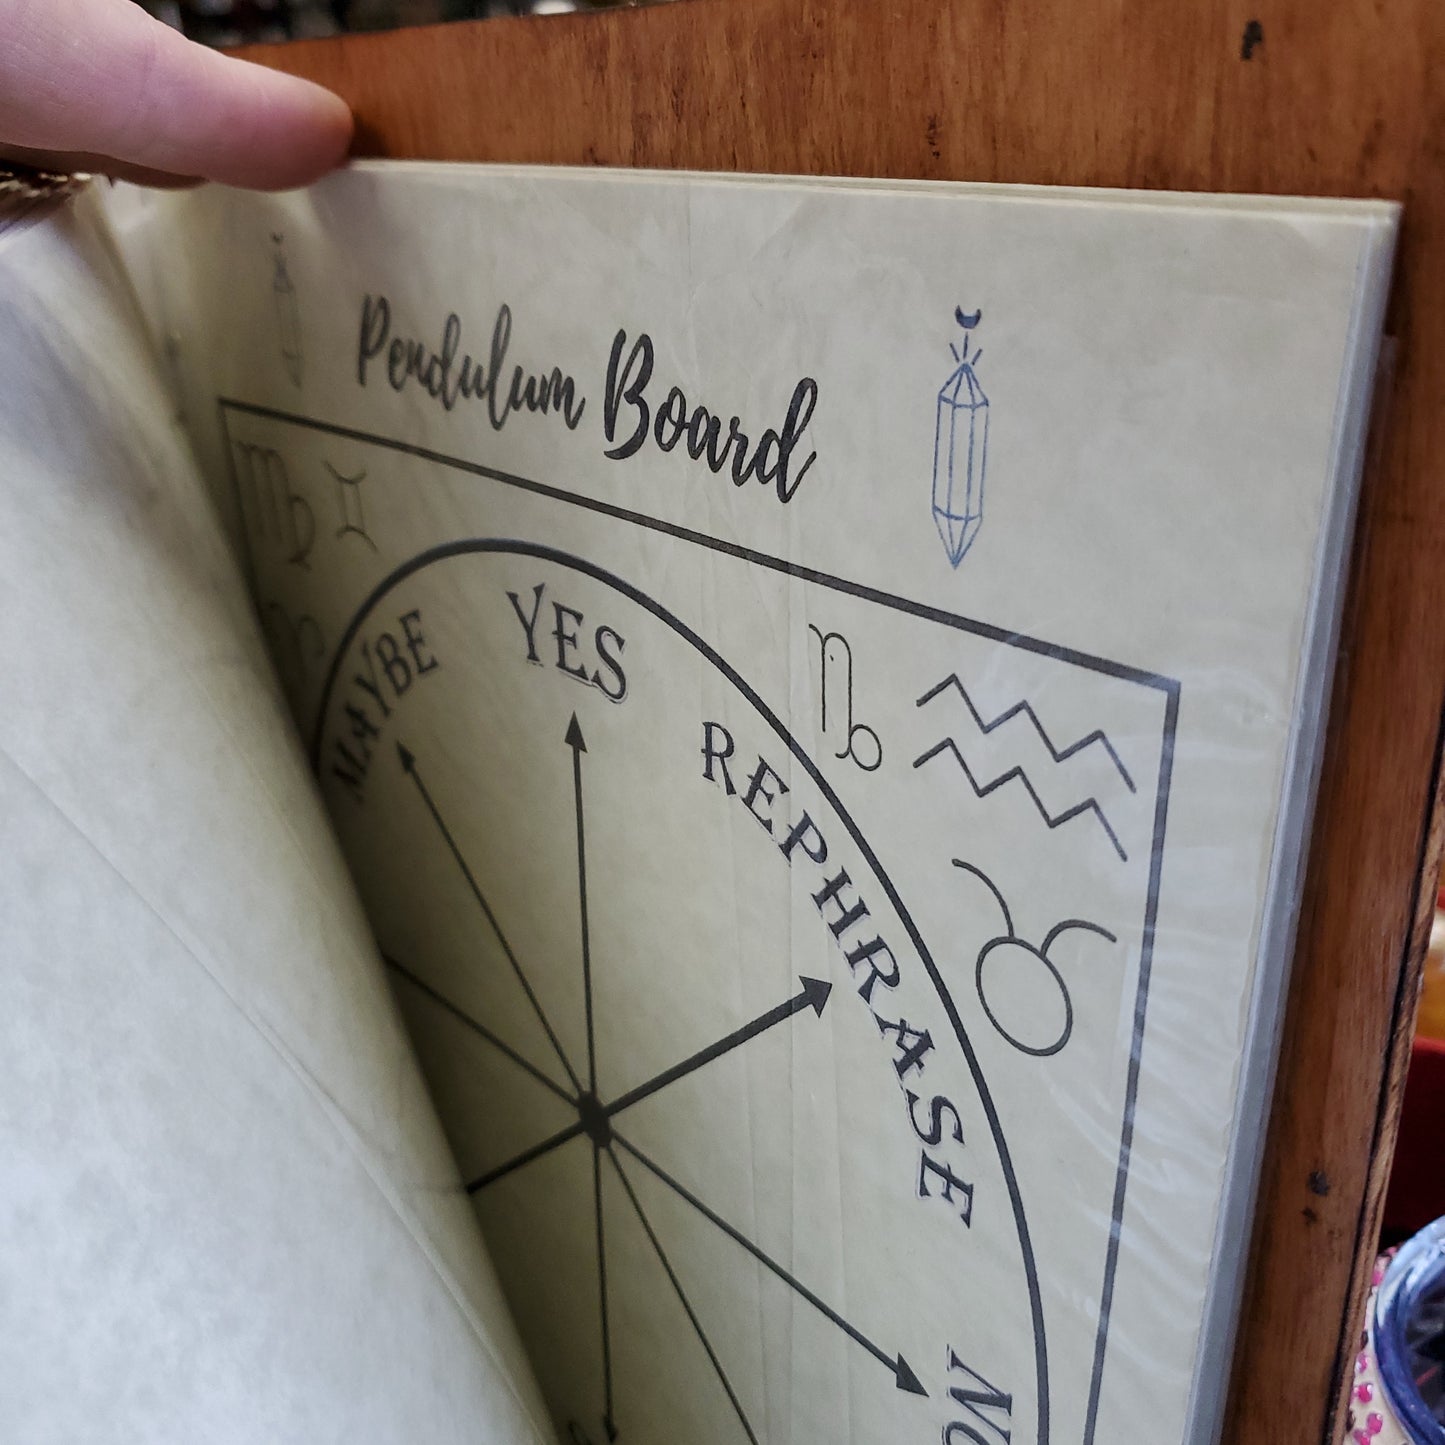 Pendulum Board
MAYBE
YES
REPHRASE